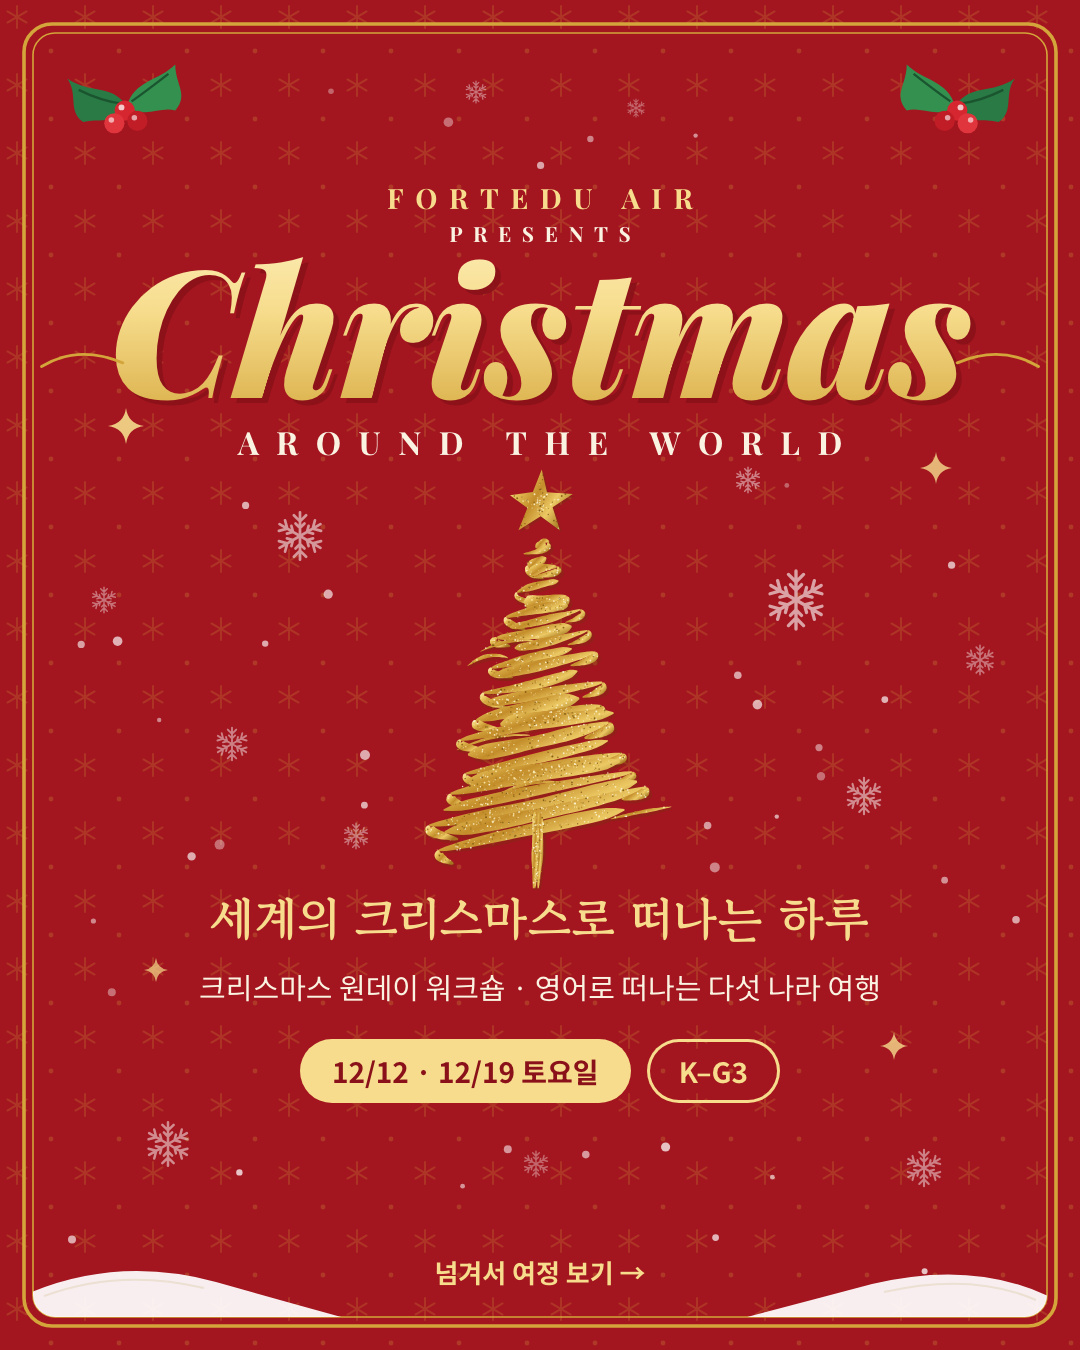 FORTEDU AIR
PRESENTS
Christmas
AROUND THE WORLD
세계의 크리스마스로 떠나는 하루
크리스마스 원데이 워크숍 · 영어로 떠나는 다섯 나라 여행
12/12 · 12/19 토요일
K–G3
넘겨서 여정 보기 →